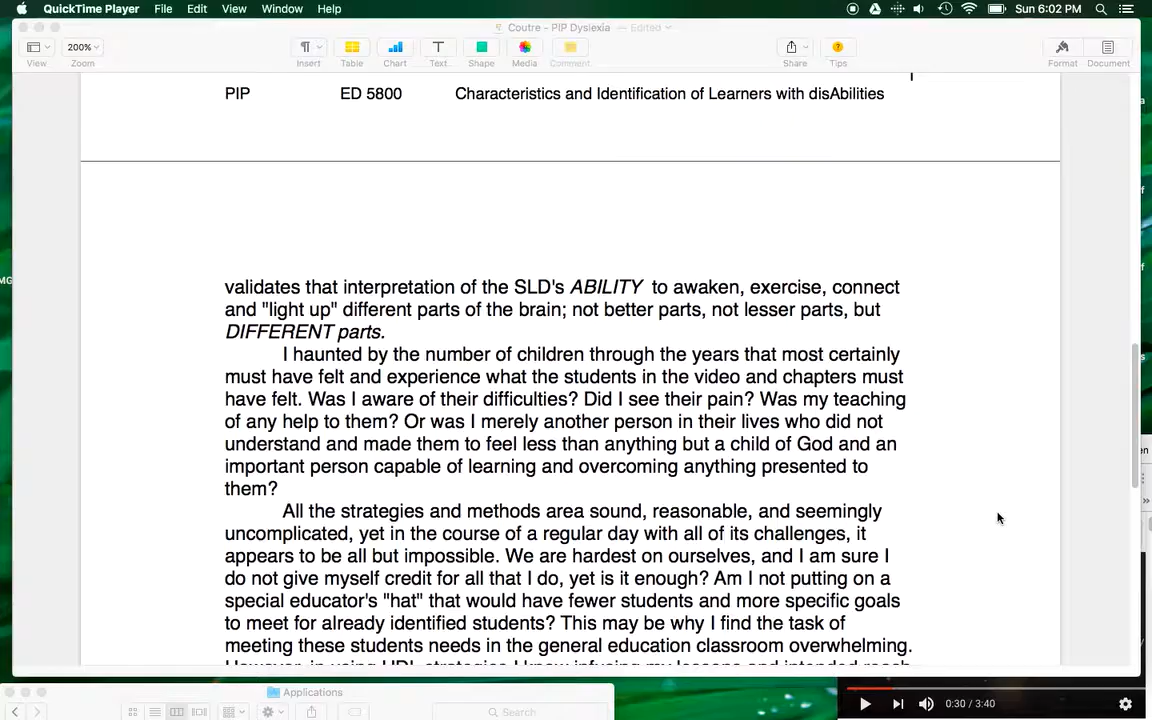 QuickTime Player File Edit View Window Help Sun 6:02 PM
Coutre - PIP Dyslexia — Edited
200%
View Zoom Insert Table Chart Text Shape Media Comment Share Tips Format Document
PIP ED 5800 Characteristics and Identification of Learners with disAbilities
validates that interpretation of the SLD's ABILITY to awaken, exercise, connect
and "light up" different parts of the brain; not better parts, not lesser parts, but
DIFFERENT parts.
I haunted by the number of children through the years that most certainly
must have felt and experience what the students in the video and chapters must
have felt. Was I aware of their difficulties? Did I see their pain? Was my teaching
of any help to them? Or was I merely another person in their lives who did not
understand and made them to feel less than anything but a child of God and an
important person capable of learning and overcoming anything presented to
them?
All the strategies and methods area sound, reasonable, and seemingly
uncomplicated, yet in the course of a regular day with all of its challenges, it
appears to be all but impossible. We are hardest on ourselves, and I am sure I
do not give myself credit for all that I do, yet is it enough? Am I not putting on a
special educator's "hat" that would have fewer students and more specific goals
to meet for already identified students? This may be why I find the task of
meeting these students needs in the general education classroom overwhelming.
However, in using UDL strategies I know infusing my lessons and intended reach
Applications
Search
0:30 / 3:40